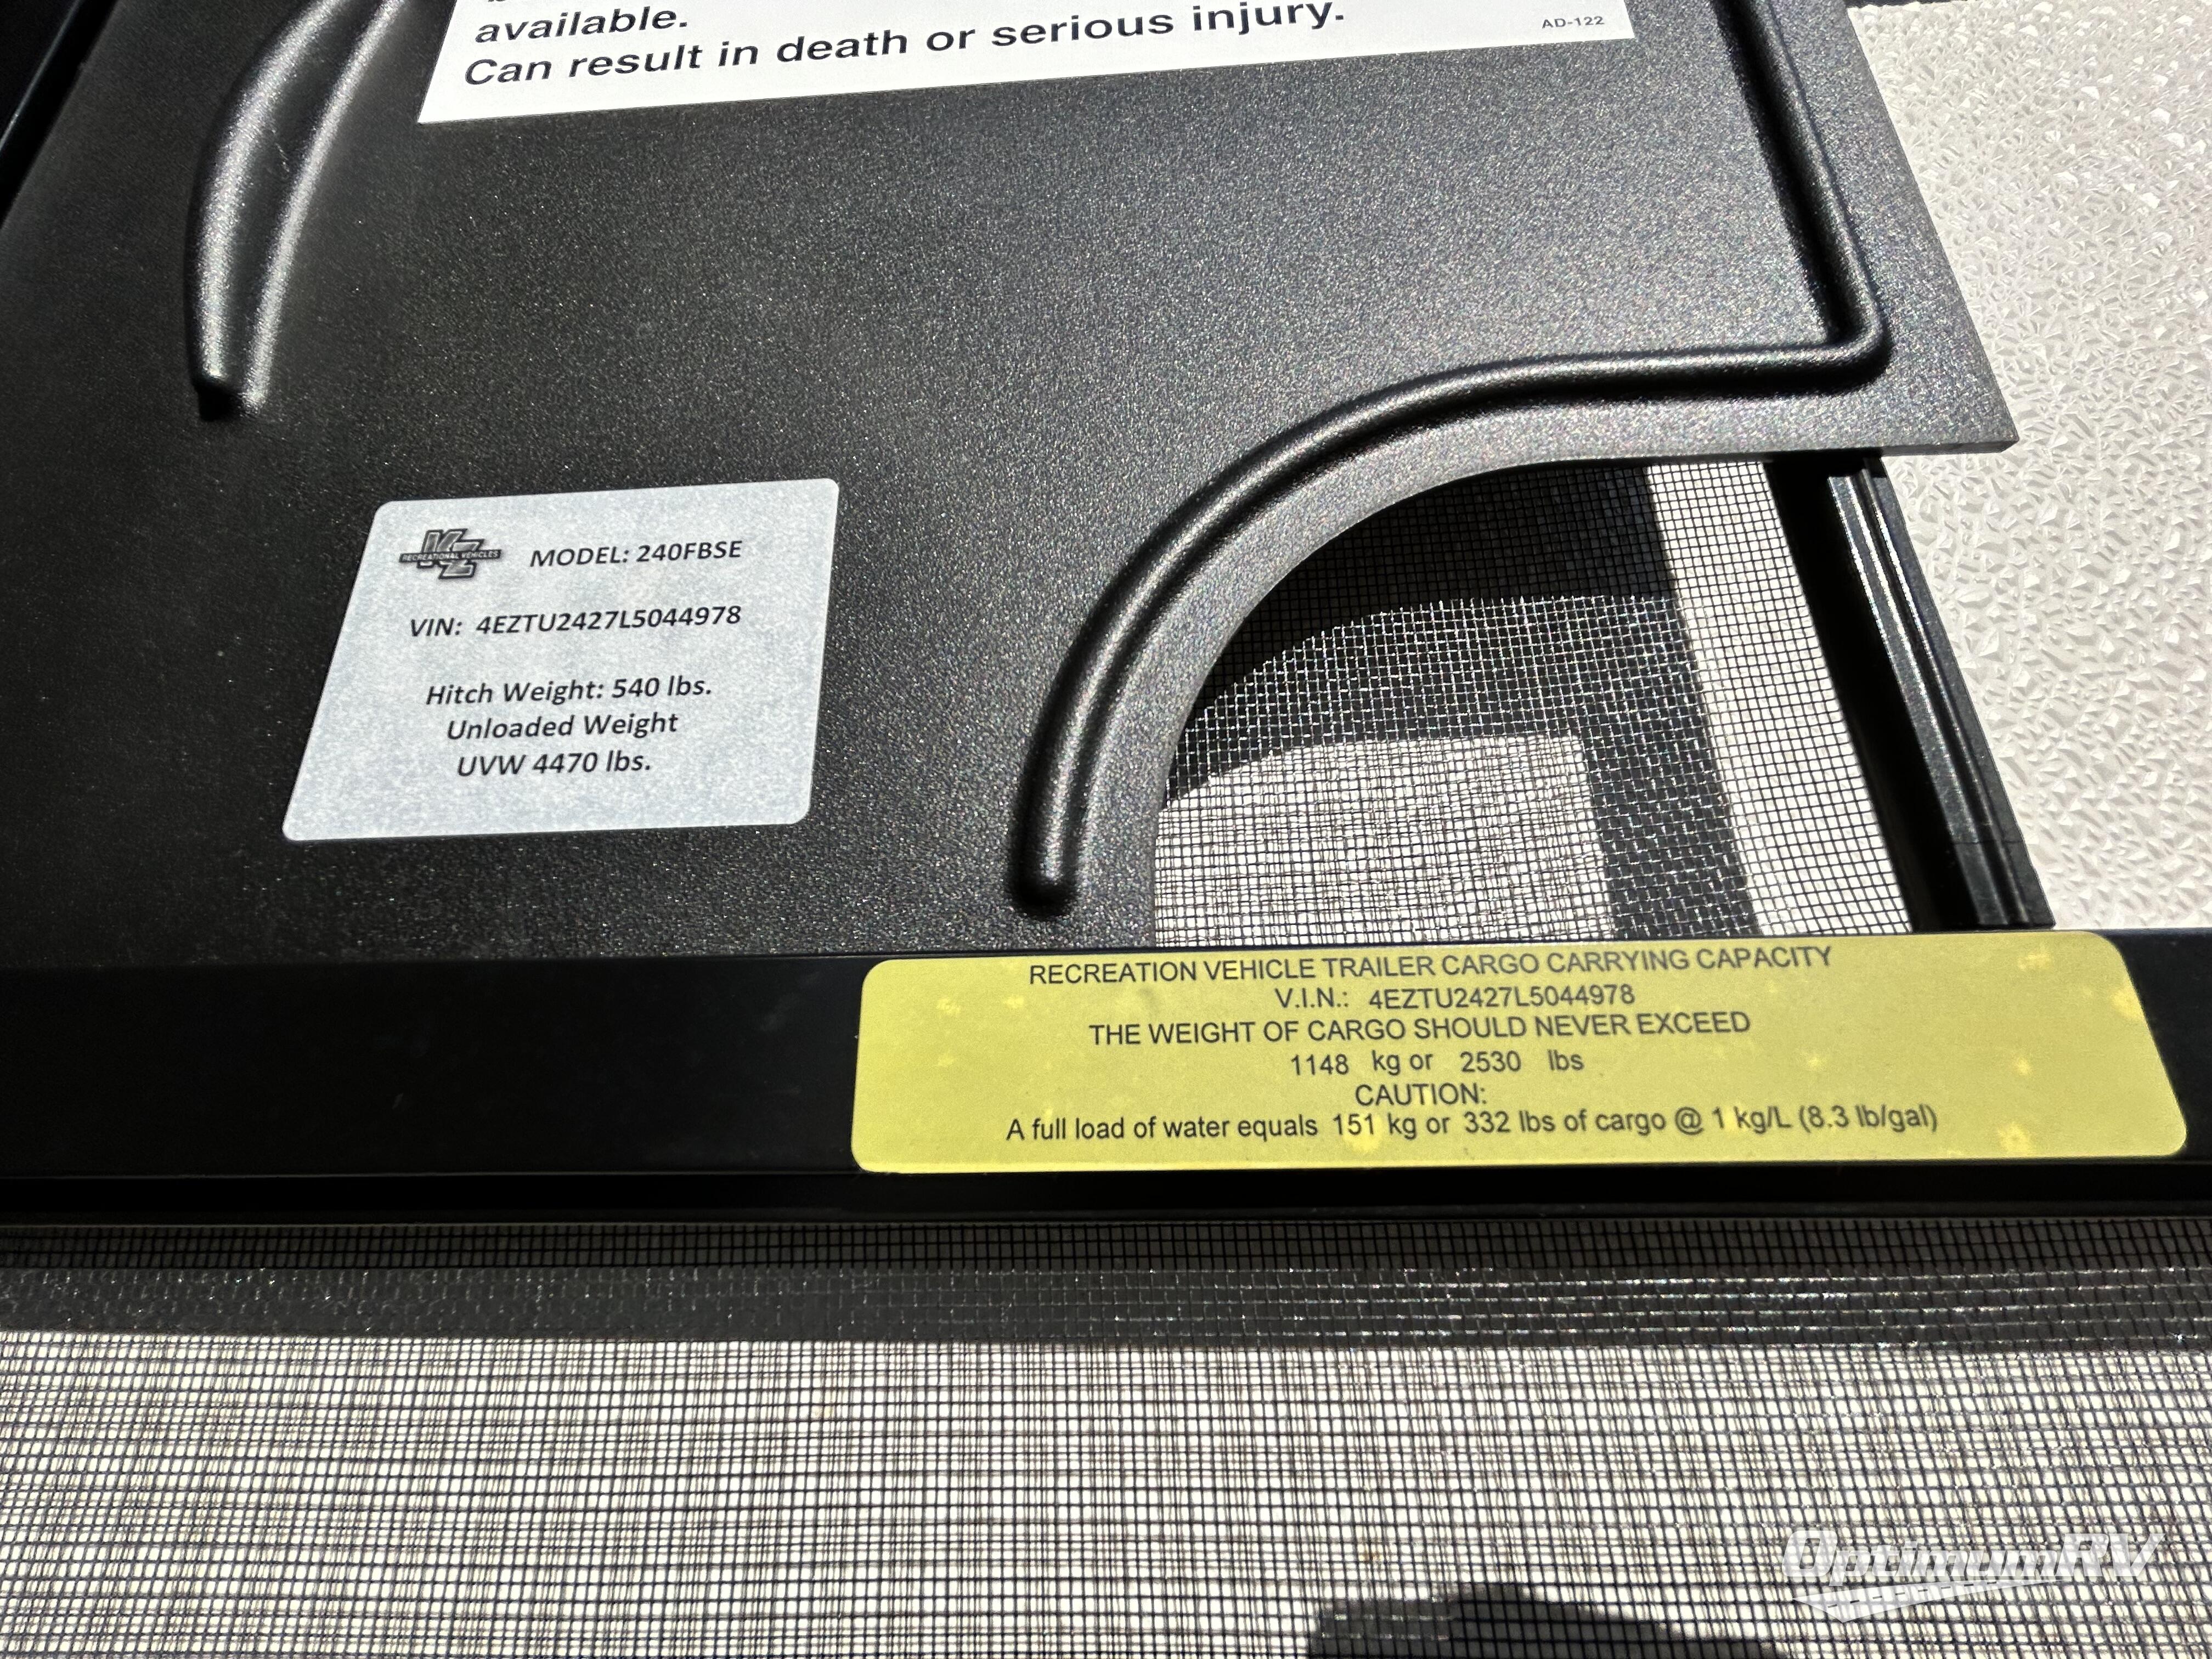 available.
Can result in death or serious injury.
AD-122
KZ
RECREATIONAL VEHICLES
MODEL: 240FBSE
VIN: 4EZTU2427L5044978
Hitch Weight: 540 lbs.
Unloaded Weight
UVW 4470 lbs.
RECREATION VEHICLE TRAILER CARGO CARRYING CAPACITY
V.I.N.: 4EZTU2427L5044978
THE WEIGHT OF CARGO SHOULD NEVER EXCEED
1148 kg or 2530 lbs
CAUTION:
A full load of water equals 151 kg or 332 lbs of cargo @ 1 kg/L (8.3 lb/gal)
OptimumRV